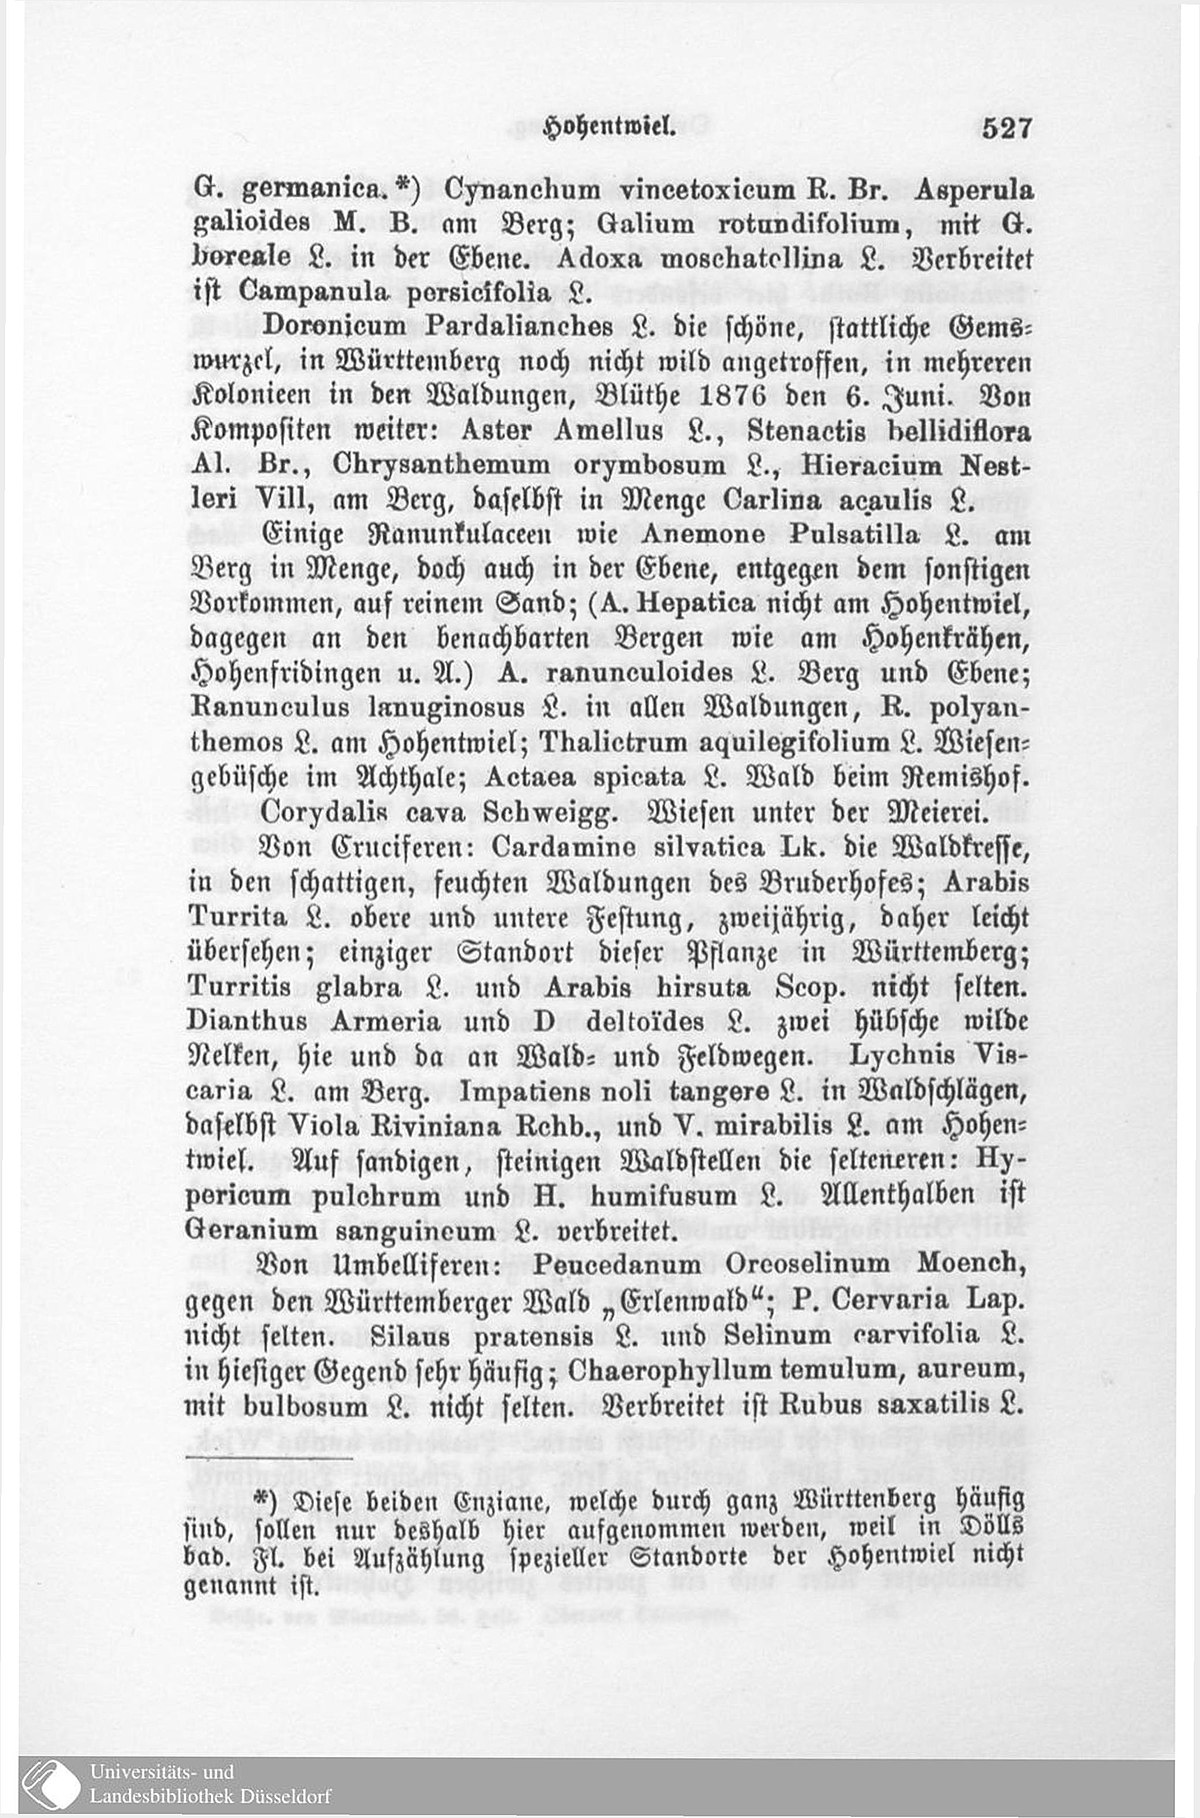 Hohentwiel.
527
G. germanica.*) Cynanchum vincetoxicum R. Br. Asperula
galioides M. B. am Berg; Galium rotundifolium, mit G.
boreale L. in der Ebene. Adoxa moschatellina L. Verbreitet
ist Campanula persicifolia L.
Doronicum Pardalianches L. die schöne, stattliche Gems-
wurzel, in Württemberg noch nicht wild angetroffen, in mehreren
Kolonieen in den Waldungen, Blüthe 1876 den 6. Juni. Von
Kompositen weiter: Aster Amellus L., Stenactis bellidiflora
Al. Br., Chrysanthemum orymbosum L., Hieracium Nest-
leri Vill, am Berg, daselbst in Menge Carlina acaulis L.
Einige Ranunkulaceen wie Anemone Pulsatilla L. am
Berg in Menge, doch auch in der Ebene, entgegen dem sonstigen
Vorkommen, auf reinem Sand; (A. Hepatica nicht am Hohentwiel,
dagegen an den benachbarten Bergen wie am Hohenkrähen,
Hohenfridingen u. A.) A. ranunculoides L. Berg und Ebene;
Ranunculus lanuginosus L. in allen Waldungen, R. polyan-
themos L. am Hohentwiel; Thalictrum aquilegifolium L. Wiesen-
gebüsche im Achthale; Actaea spicata L. Wald beim Remishof.
Corydalis cava Schweigg. Wiesen unter der Meierei.
Von Cruciferen: Cardamine silvatica Lk. die Waldkresse,
in den schattigen, feuchten Waldungen des Bruderhofes; Arabis
Turrita L. obere und untere Festung, zweijährig, daher leicht
übersehen; einziger Standort dieser Pflanze in Württemberg;
Turritis glabra L. und Arabis hirsuta Scop. nicht selten.
Dianthus Armeria und D deltoïdes L. zwei hübsche wilde
Nelken, hie und da an Wald- und Feldwegen. Lychnis Vis-
caria L. am Berg. Impatiens noli tangere L. in Waldschlägen,
daselbst Viola Riviniana Rchb., und V. mirabilis L. am Hohen-
twiel. Auf sandigen, steinigen Waldstellen die selteneren: Hy-
pericum pulchrum und H. humifusum L. Allenthalben ist
Geranium sanguineum L. verbreitet.
Von Umbelliferen: Peucedanum Oreoselinum Moench,
gegen den Württemberger Wald „Erlenwald“; P. Cervaria Lap.
nicht selten. Silaus pratensis L. und Selinum carvifolia L.
in hiesiger Gegend sehr häufig; Chaerophyllum temulum, aureum,
mit bulbosum L. nicht selten. Verbreitet ist Rubus saxatilis L.
*) Diese beiden Enziane, welche durch ganz Württenberg häufig
sind, sollen nur deshalb hier aufgenommen werden, weil in Dölls
bad. Fl. bei Aufzählung spezieller Standorte der Hohentwiel nicht
genannt ist.
Universitäts- und
Landesbibliothek Düsseldorf